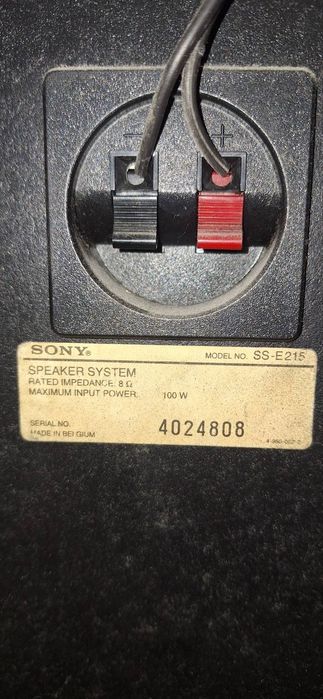 − +
SONY® MODEL NO. SS-E215
SPEAKER SYSTEM
RATED IMPEDANCE: 8 Ω
MAXIMUM INPUT POWER: 100 W
SERIAL NO. 4024808
MADE IN BELGIUM